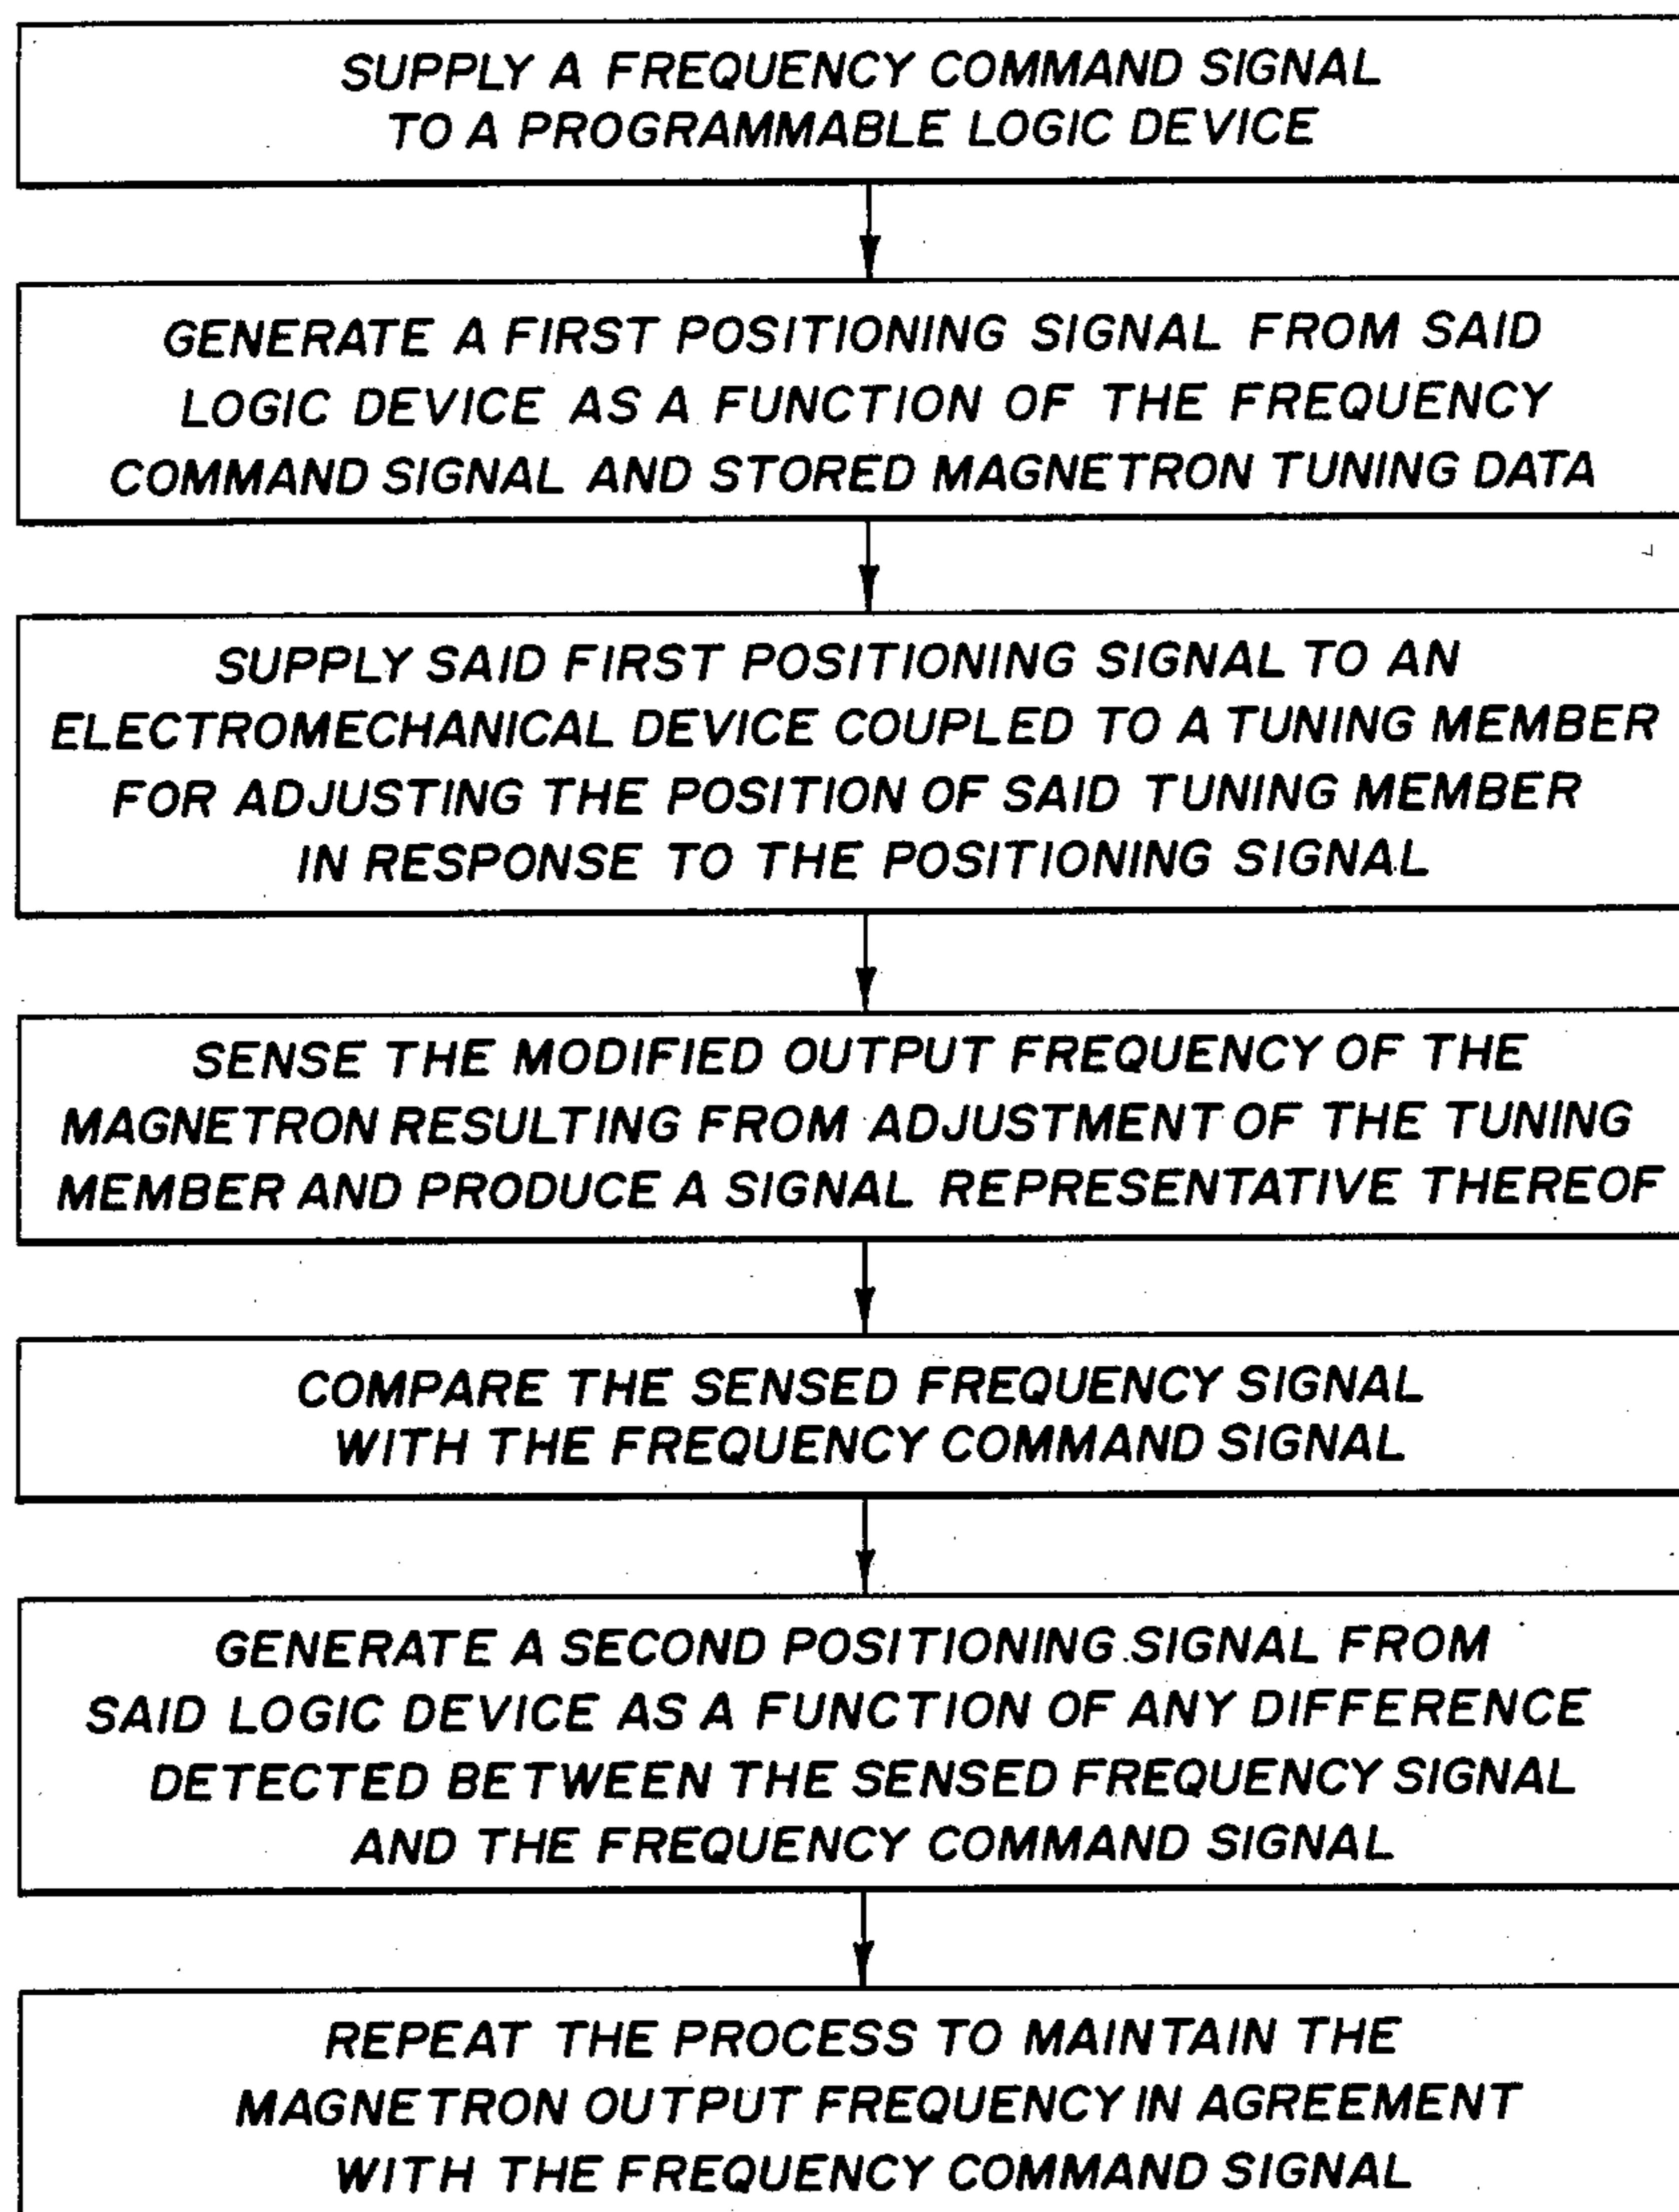 SUPPLY A FREQUENCY COMMAND SIGNAL
TO A PROGRAMMABLE LOGIC DEVICE
GENERATE A FIRST POSITIONING SIGNAL FROM SAID
LOGIC DEVICE AS A FUNCTION OF THE FREQUENCY
COMMAND SIGNAL AND STORED MAGNETRON TUNING DATA
SUPPLY SAID FIRST POSITIONING SIGNAL TO AN
ELECTROMECHANICAL DEVICE COUPLED TO A TUNING MEMBER
FOR ADJUSTING THE POSITION OF SAID TUNING MEMBER
IN RESPONSE TO THE POSITIONING SIGNAL
SENSE THE MODIFIED OUTPUT FREQUENCY OF THE
MAGNETRON RESULTING FROM ADJUSTMENT OF THE TUNING
MEMBER AND PRODUCE A SIGNAL REPRESENTATIVE THEREOF
COMPARE THE SENSED FREQUENCY SIGNAL
WITH THE FREQUENCY COMMAND SIGNAL
GENERATE A SECOND POSITIONING SIGNAL FROM
SAID LOGIC DEVICE AS A FUNCTION OF ANY DIFFERENCE
DETECTED BETWEEN THE SENSED FREQUENCY SIGNAL
AND THE FREQUENCY COMMAND SIGNAL
REPEAT THE PROCESS TO MAINTAIN THE
MAGNETRON OUTPUT FREQUENCY IN AGREEMENT
WITH THE FREQUENCY COMMAND SIGNAL